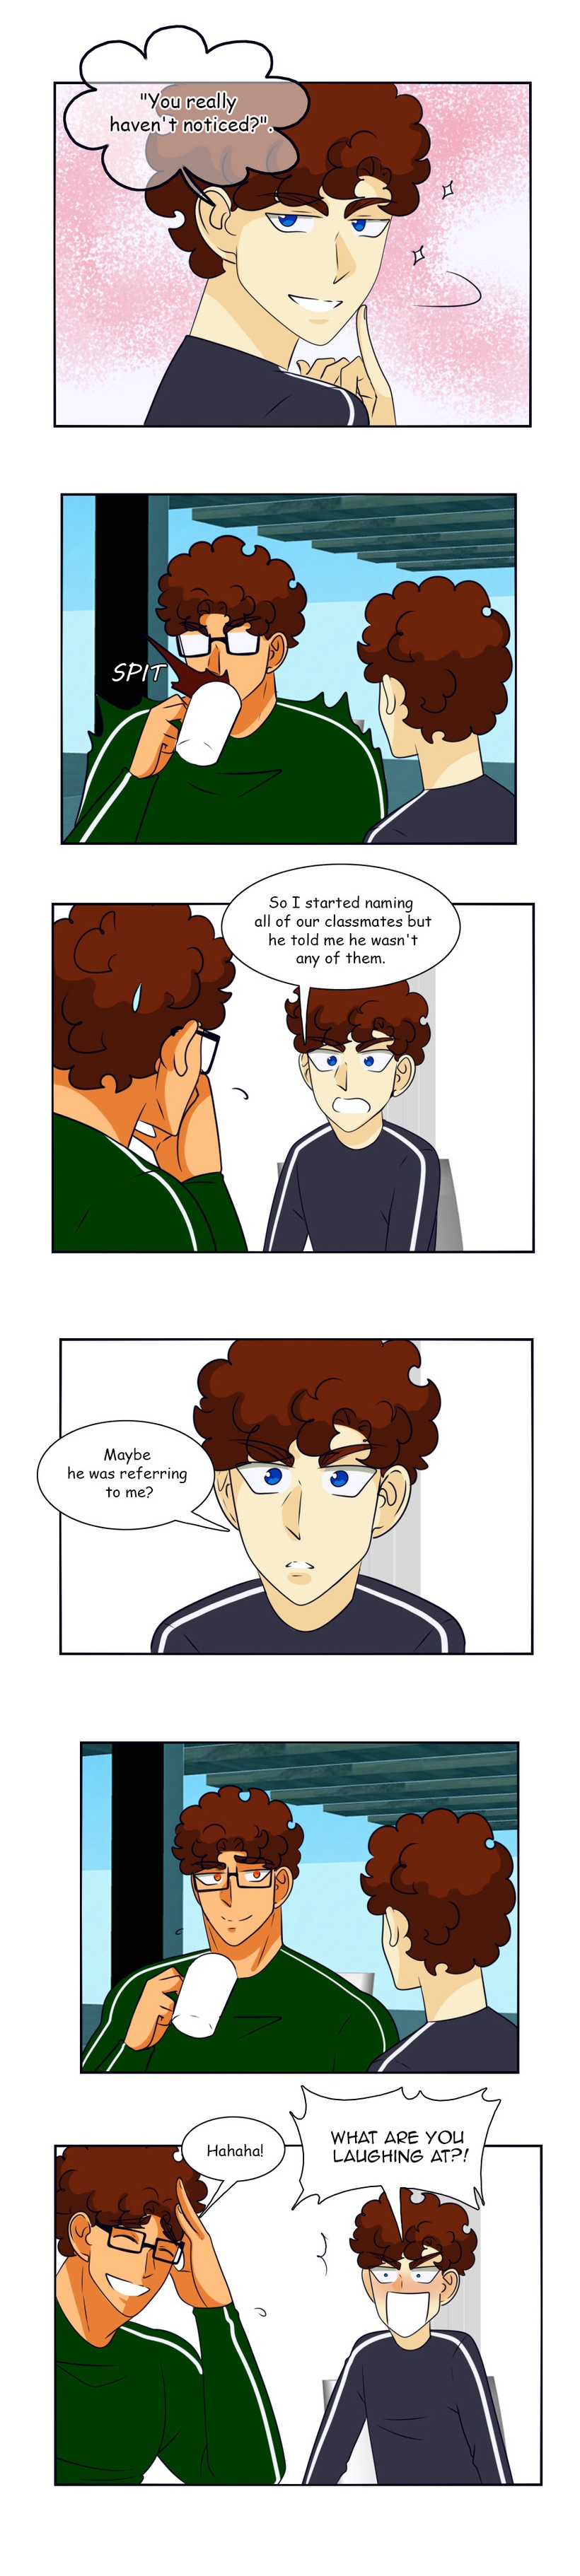 "You really
haven't noticed?".
SPIT
So I started naming
all of our classmates but
he told me he wasn't
any of them.
Maybe
he was referring
to me?
Hahaha!
WHAT ARE YOU
LAUGHING AT?!